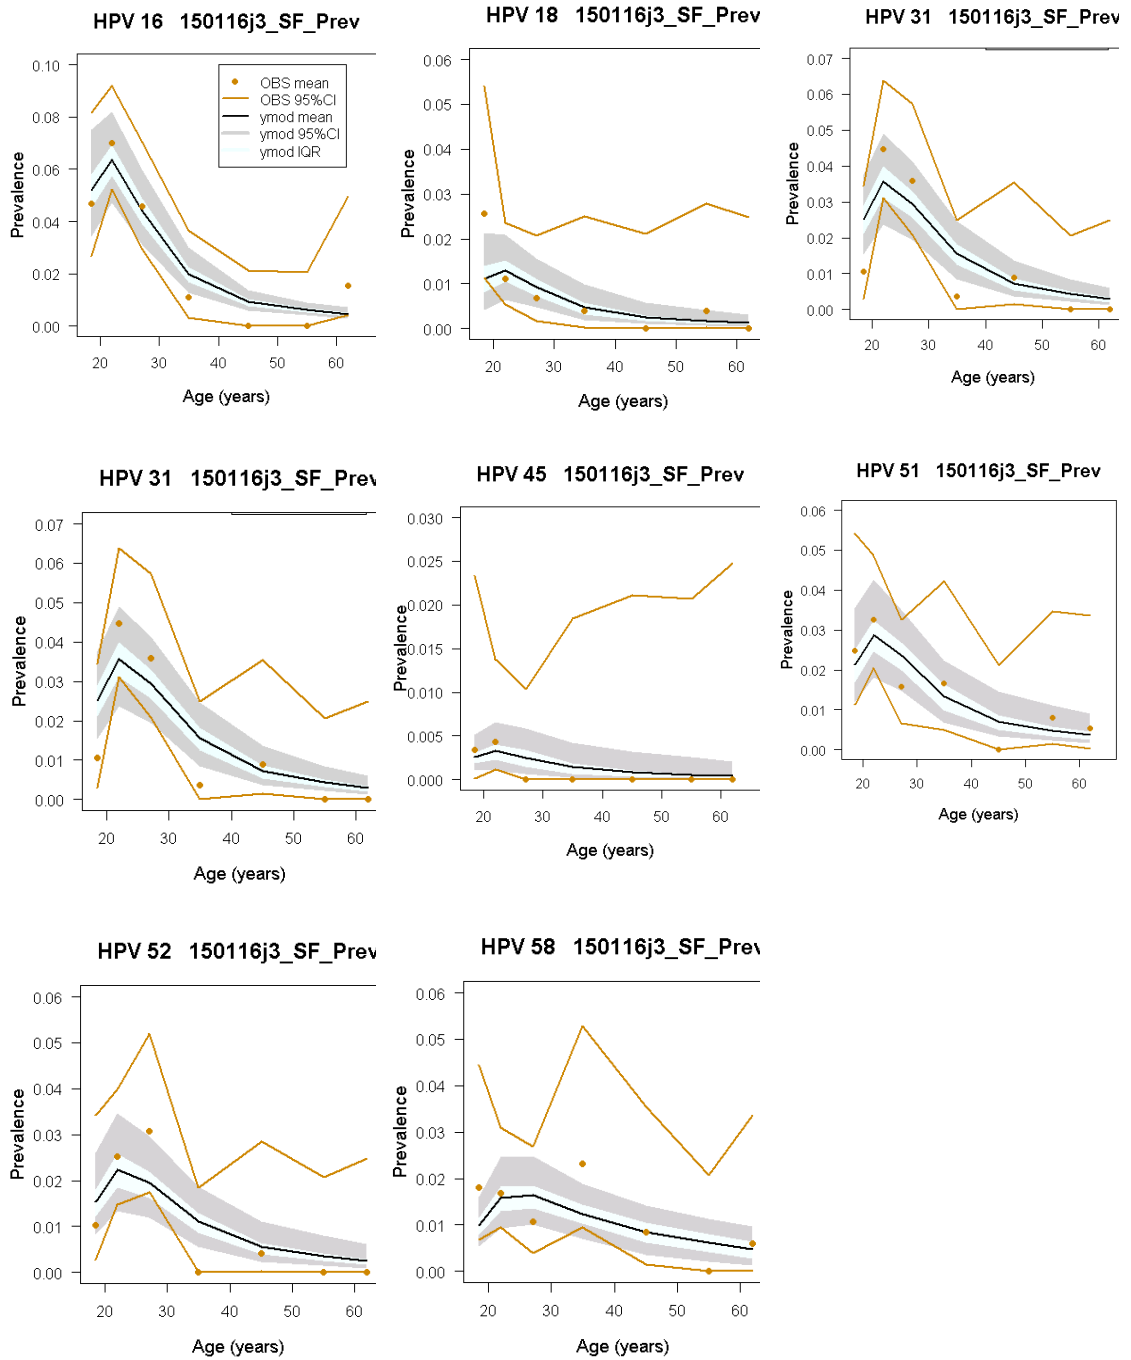 HPV 16 150116j3_SF_Prev
0.10
0.08
0.06
0.04
0.02
0.00
Prevalence
OBS mean
OBS 95%CI
ymod mean
ymod 95%CI
ymod IQR
20 30 40 50 60
Age (years)
HPV 18 150116j3_SF_Prev
0.06
0.05
0.04
0.03
0.02
0.01
0.00
Prevalence
20 30 40 50 60
Age (years)
HPV 31 150116j3_SF_Prev
0.07
0.06
0.05
0.04
0.03
0.02
0.01
0.00
Prevalence
20 30 40 50 60
Age (years)
HPV 31 150116j3_SF_Prev
0.07
0.06
0.05
0.04
0.03
0.02
0.01
0.00
Prevalence
20 30 40 50 60
Age (years)
HPV 45 150116j3_SF_Prev
0.030
0.025
0.020
0.015
0.010
0.005
0.000
Prevalence
20 30 40 50 60
Age (years)
HPV 51 150116j3_SF_Prev
0.06
0.05
0.04
0.03
0.02
0.01
0.00
Prevalence
20 30 40 50 60
Age (years)
HPV 52 150116j3_SF_Prev
0.06
0.05
0.04
0.03
0.02
0.01
0.00
Prevalence
20 30 40 50 60
Age (years)
HPV 58 150116j3_SF_Prev
0.06
0.05
0.04
0.03
0.02
0.01
0.00
Prevalence
20 30 40 50 60
Age (years)